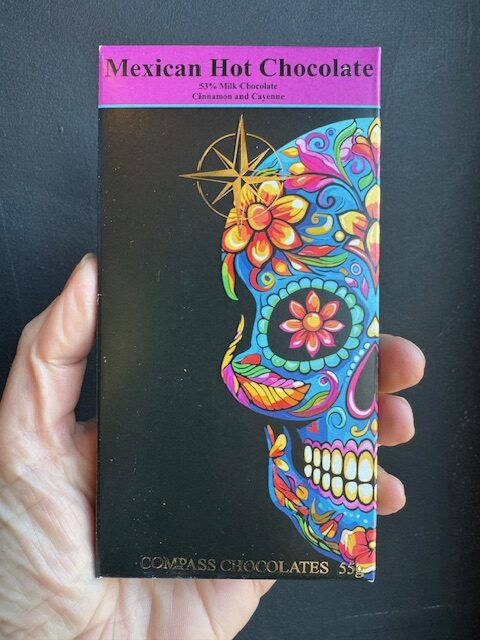 Mexican Hot Chocolate
53% Milk Chocolate
Cinnamon and Cayenne
COMPASS CHOCOLATES 55g